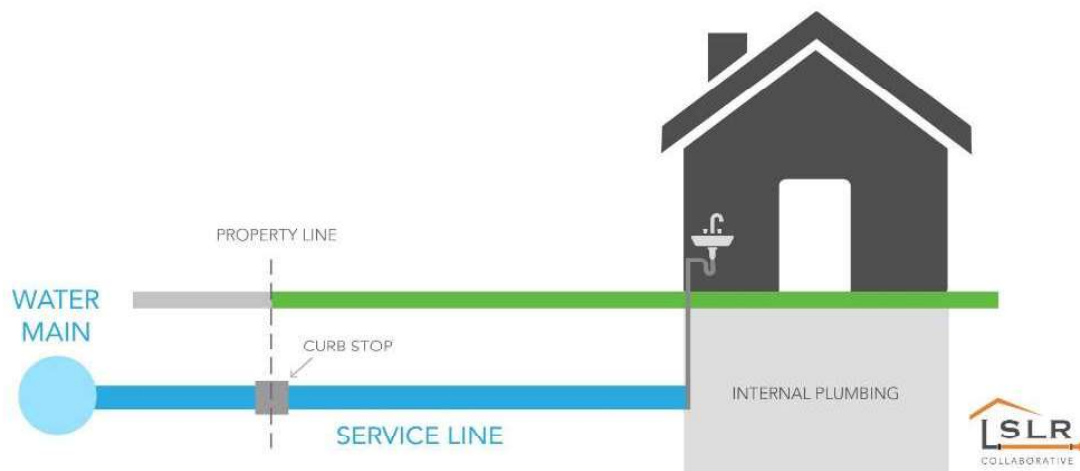 PROPERTY LINE
WATER
MAIN
CURB STOP
INTERNAL PLUMBING
SERVICE LINE
LSLR
COLLABORATIVE